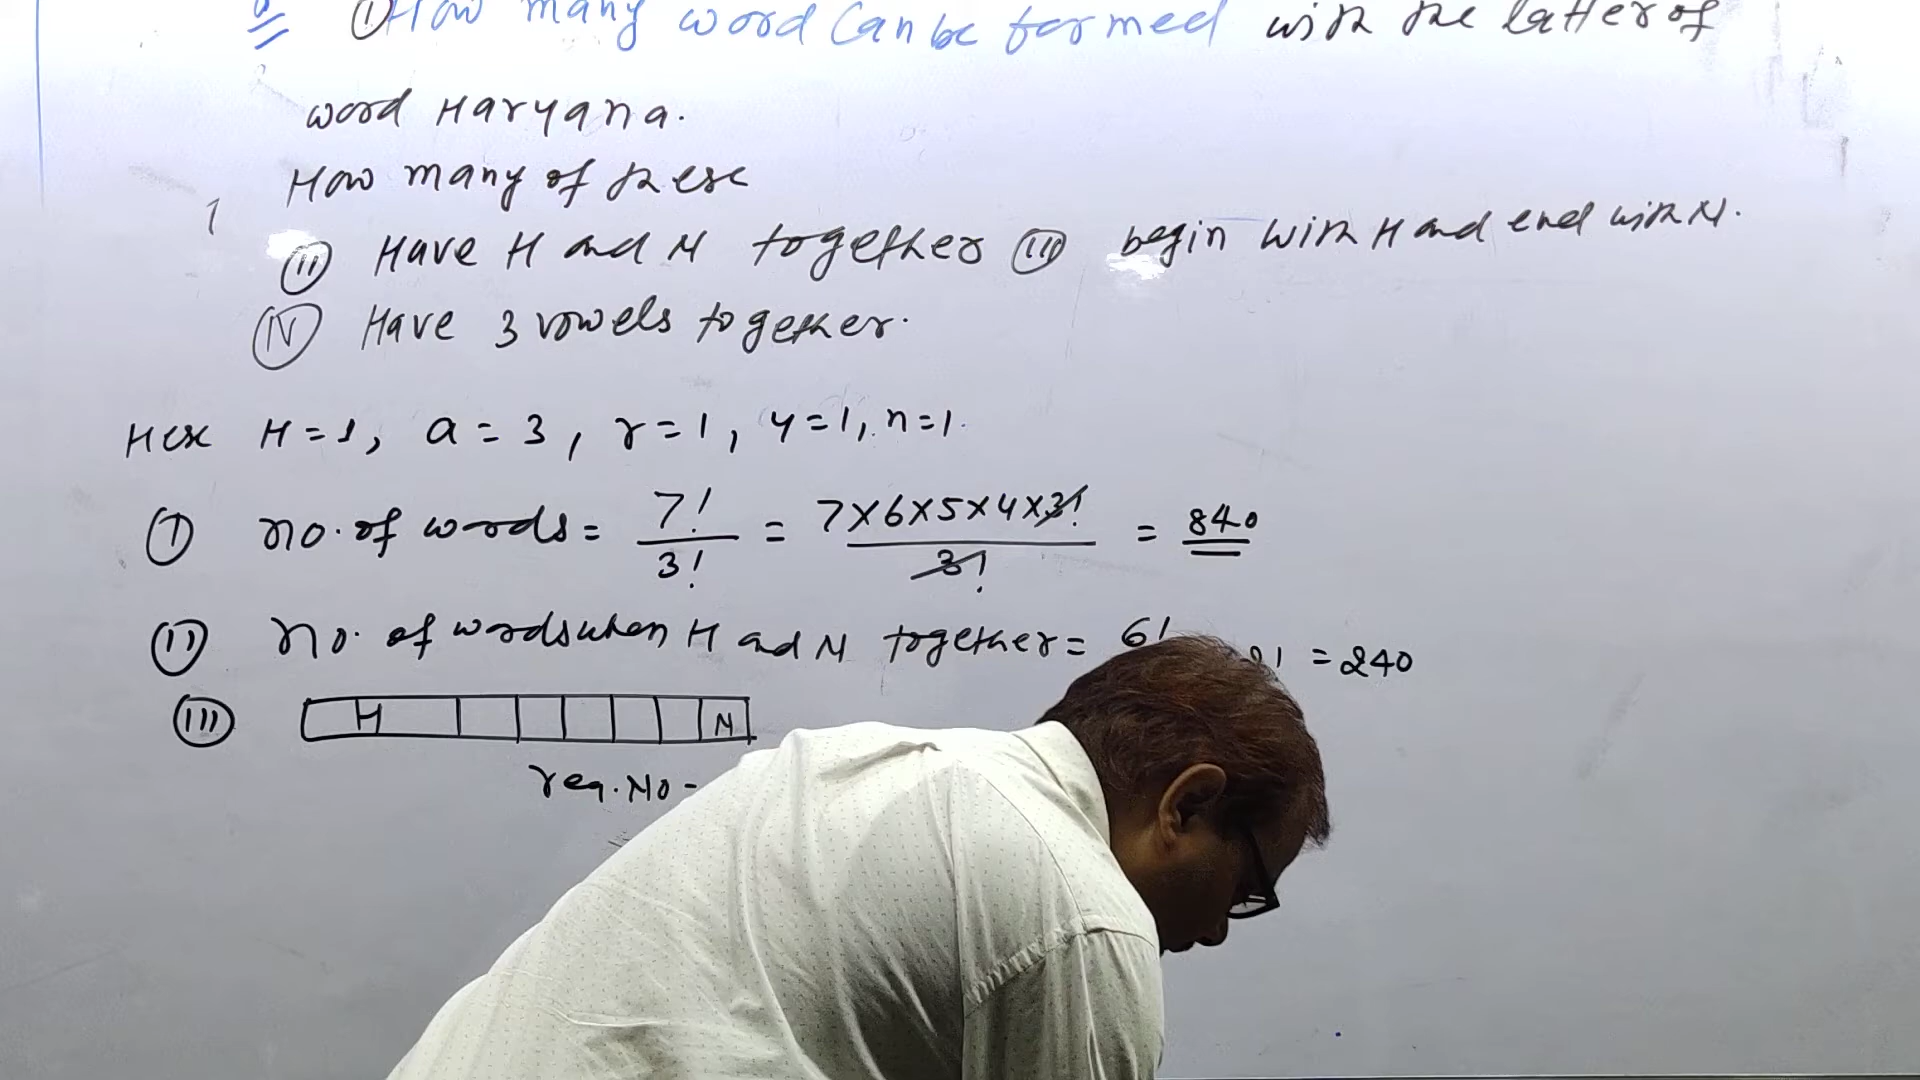 ① How many word can be formed with the latter of
word Haryana.
How many of these
(ii) Have H and N together (iii) begin with H and end with N.
(IV) Have 3 vowels together.
Here H=1, a=3, r=1, y=1, n=1.
(I) no. of words = 7!/3! = 7×6×5×4×3!/3! = 840
(ii) no. of words when H and N together = 6! 2! = 240
(iii) H N
req. No =